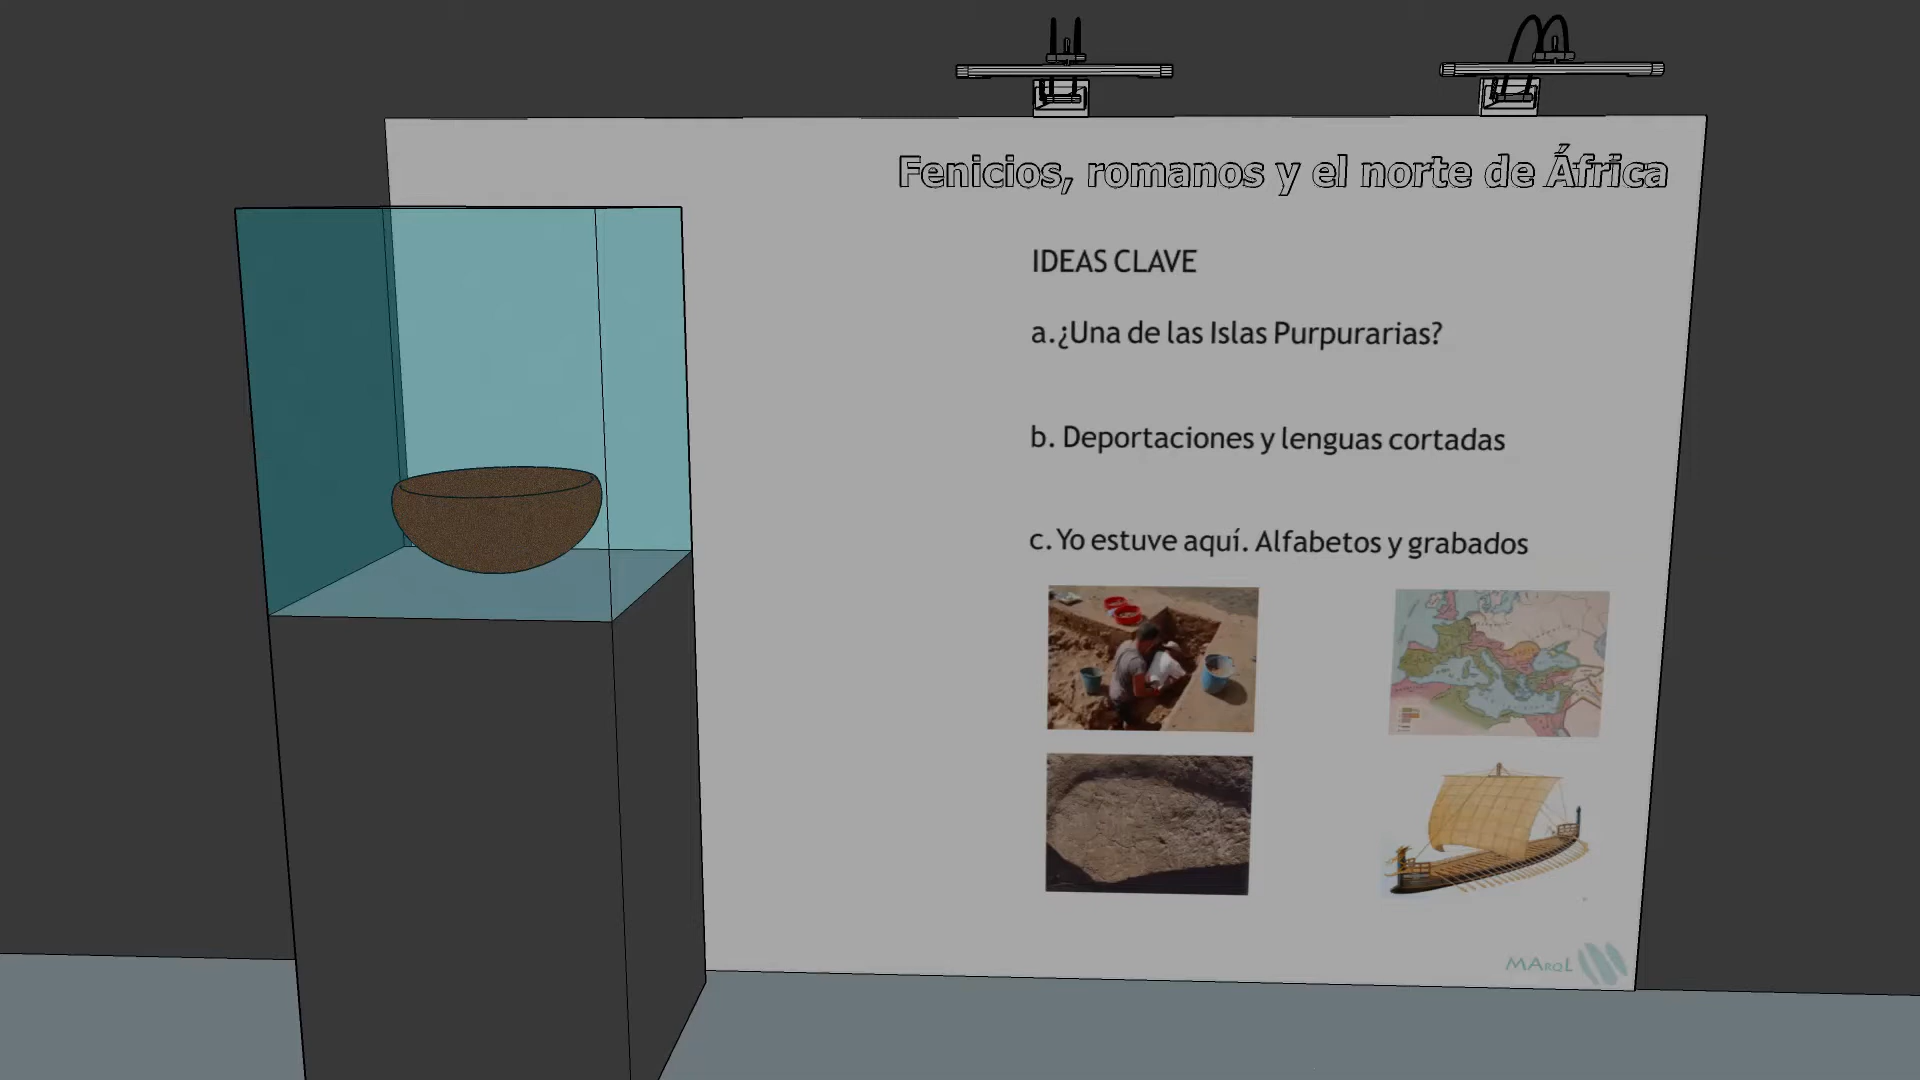 Fenicios, romanos y el norte de África
IDEAS CLAVE
a.¿Una de las Islas Purpurarias?
b. Deportaciones y lenguas cortadas
c. Yo estuve aquí. Alfabetos y grabados
MArqL